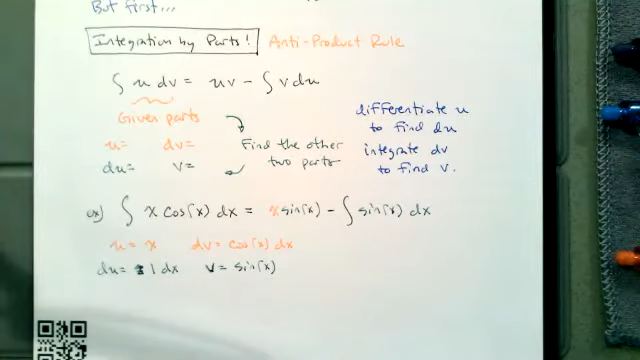 But first...
Integration by Parts! Anti-Product Rule
∫ u dv = uv - ∫ v du
Given parts
u= dv=
du= v=
Find the other
two parts
differentiate u
to find du
integrate dv
to find v.
ex) ∫ x cos(x) dx = x sin(x) - ∫ sin(x) dx
u = x dv = cos(x) dx
du = 1 dx v = sin(x)